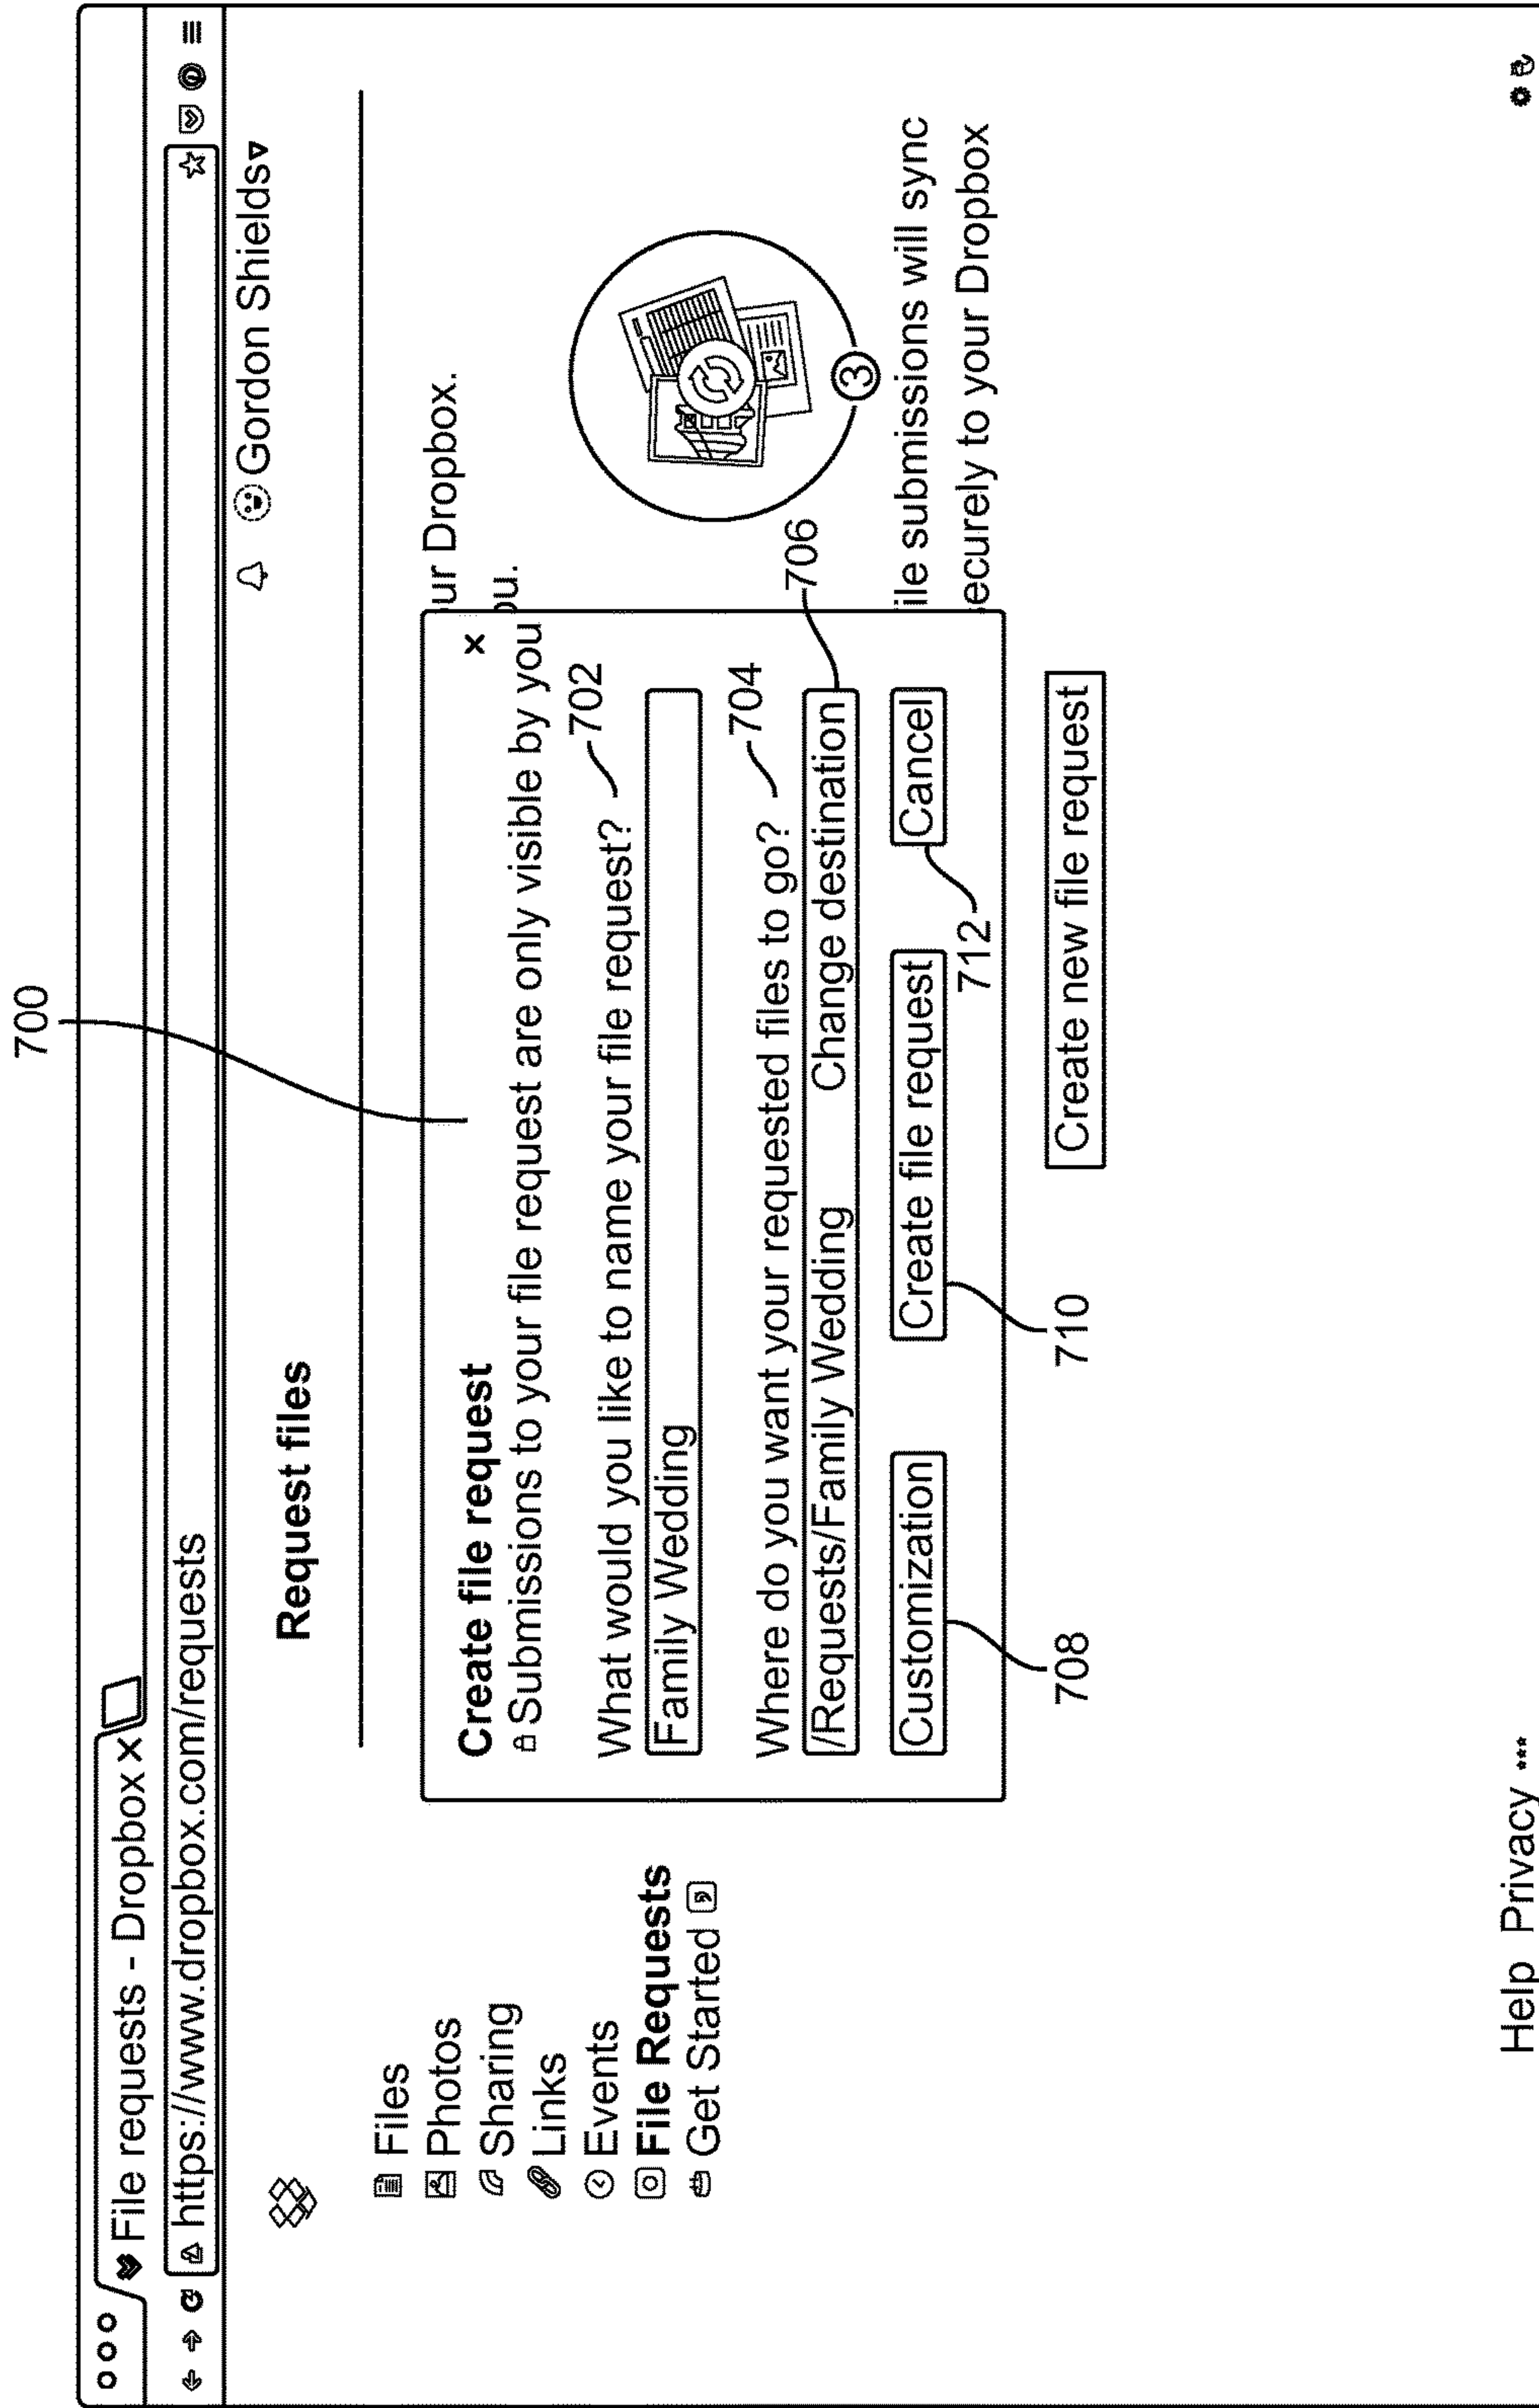 700
File requests - Dropbox X
https://www.dropbox.com/requests
Gordon Shields
Request files
Files
Photos
Sharing
Links
Events
File Requests
Get Started
ur Dropbox.
ou.
Create file request x
Submissions to your file request are only visible by you
What would you like to name your file request? 702
Family Wedding
Where do you want your requested files to go? 704
/Requests/Family Wedding Change destination 706
Customization Create file request Cancel
708 710 712
3
ile submissions will sync
ecurely to your Dropbox
Create new file request
Help Privacy ***